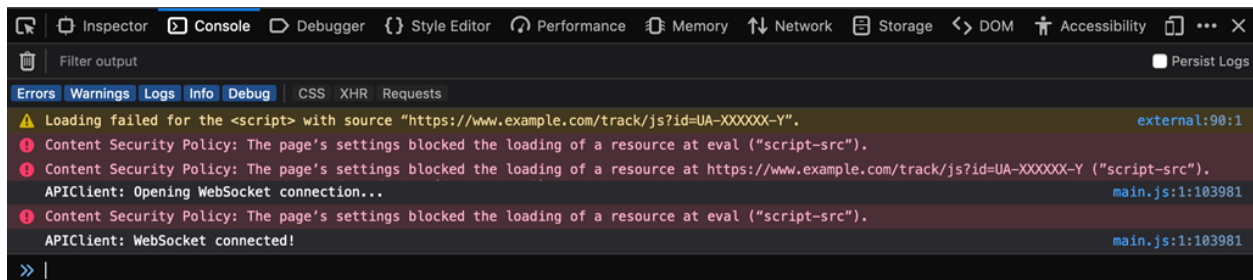 Inspector Console Debugger {} Style Editor Performance Memory Network Storage DOM Accessibility
Filter output Persist Logs
Errors Warnings Logs Info Debug CSS XHR Requests
Loading failed for the <script> with source “https://www.example.com/track/js?id=UA-XXXXXX-Y”. external:90:1
Content Security Policy: The page’s settings blocked the loading of a resource at eval (“script-src”).
Content Security Policy: The page’s settings blocked the loading of a resource at https://www.example.com/track/js?id=UA-XXXXXX-Y (”script-src”).
APIClient: Opening WebSocket connection... main.js:1:103981
Content Security Policy: The page’s settings blocked the loading of a resource at eval (“script-src”).
APIClient: WebSocket connected! main.js:1:103981
»